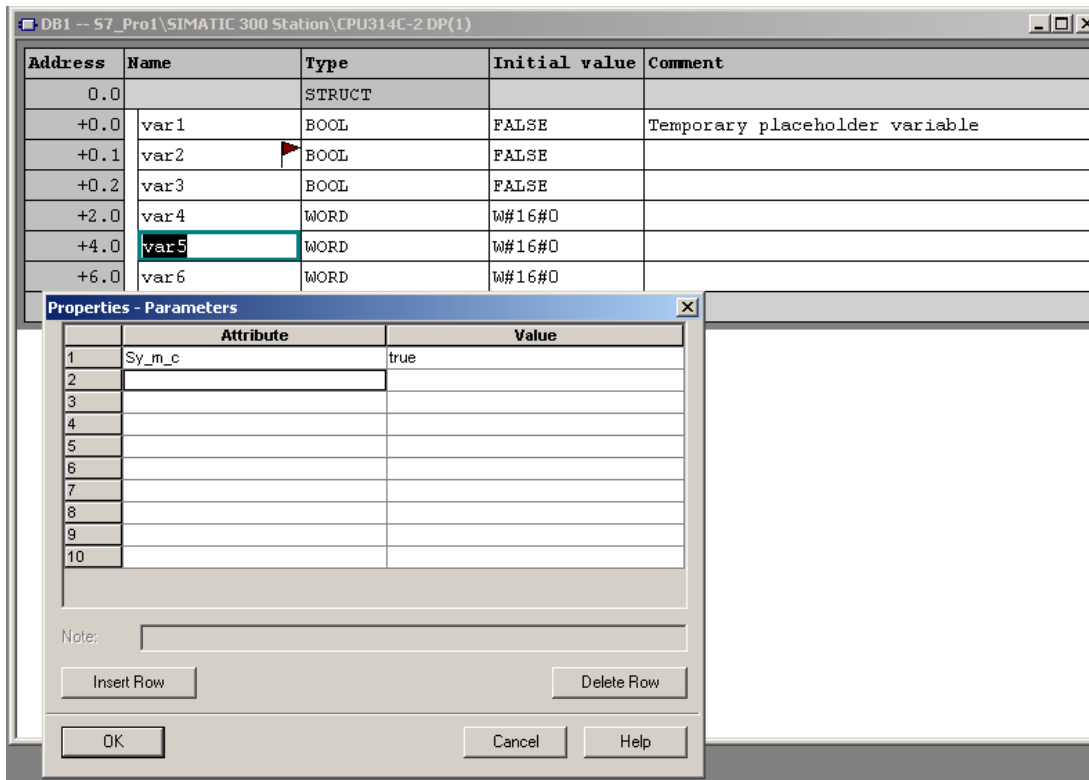 DB1 -- S7_Pro1\SIMATIC 300 Station\CPU314C-2 DP(1)
Address Name Type Initial value Comment
0.0 STRUCT
+0.0 var1 BOOL FALSE Temporary placeholder variable
+0.1 var2 BOOL FALSE
+0.2 var3 BOOL FALSE
+2.0 var4 WORD W#16#0
+4.0 var5 WORD W#16#0
+6.0 var6 WORD W#16#0
Properties - Parameters
Attribute Value
1 Sy_m_c true
2
3
4
5
6
7
8
9
10
Note:
Insert Row Delete Row
OK Cancel Help